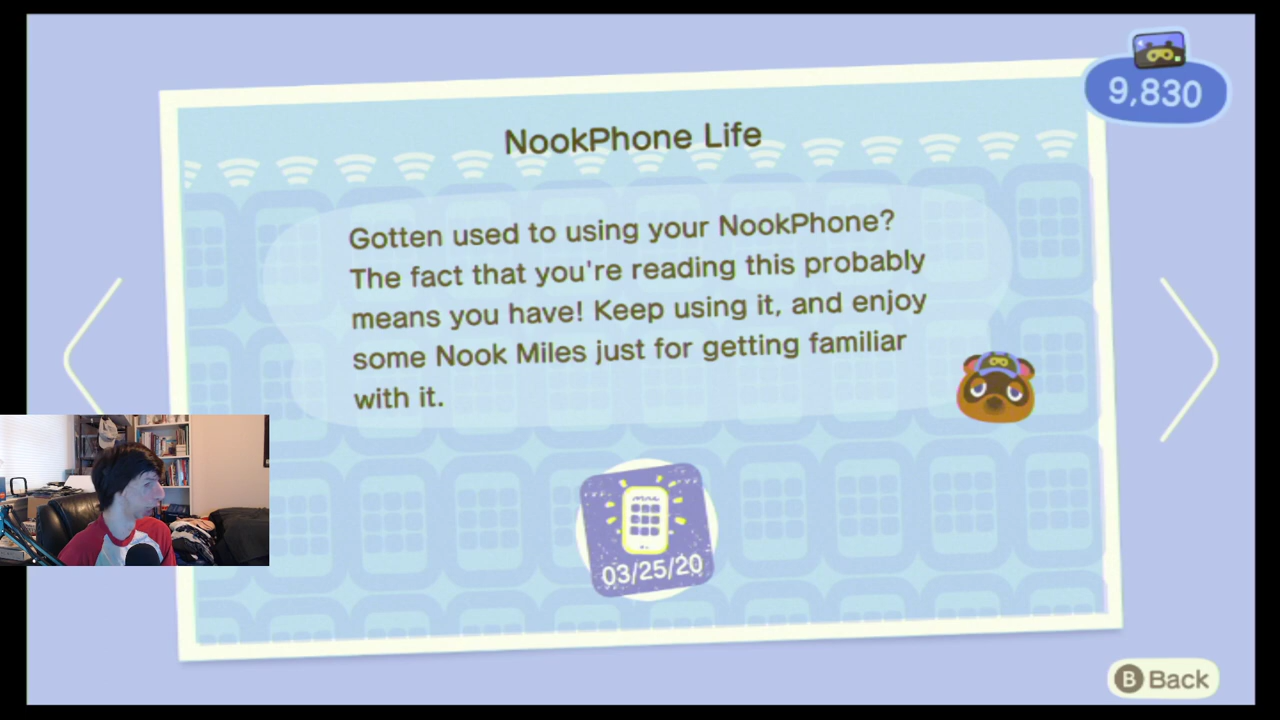 9,830
NookPhone Life
Gotten used to using your NookPhone?
The fact that you're reading this probably
means you have! Keep using it, and enjoy
some Nook Miles just for getting familiar
with it.
03/25/20
B Back